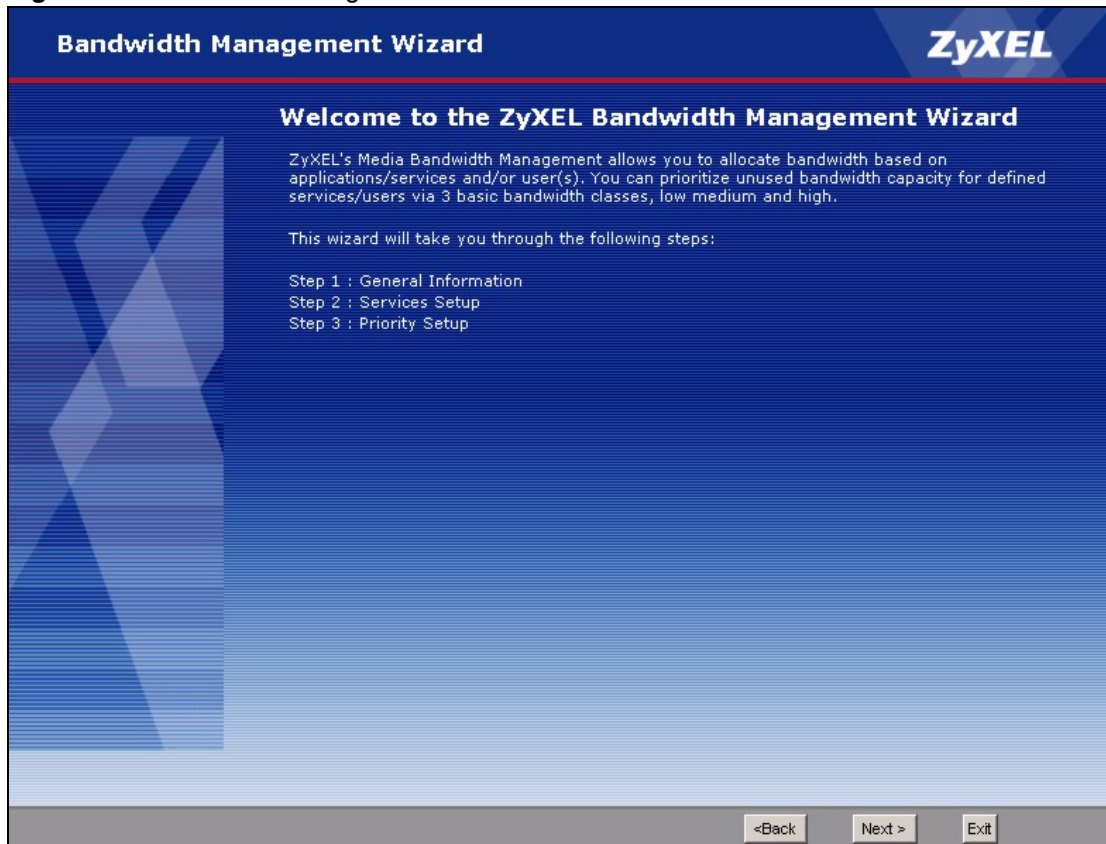 Bandwidth Management Wizard
ZyXEL
Welcome to the ZyXEL Bandwidth Management Wizard
ZyXEL's Media Bandwidth Management allows you to allocate bandwidth based on
applications/services and/or user(s). You can prioritize unused bandwidth capacity for defined
services/users via 3 basic bandwidth classes, low medium and high.
This wizard will take you through the following steps:
Step 1 : General Information
Step 2 : Services Setup
Step 3 : Priority Setup
<Back
Next >
Exit